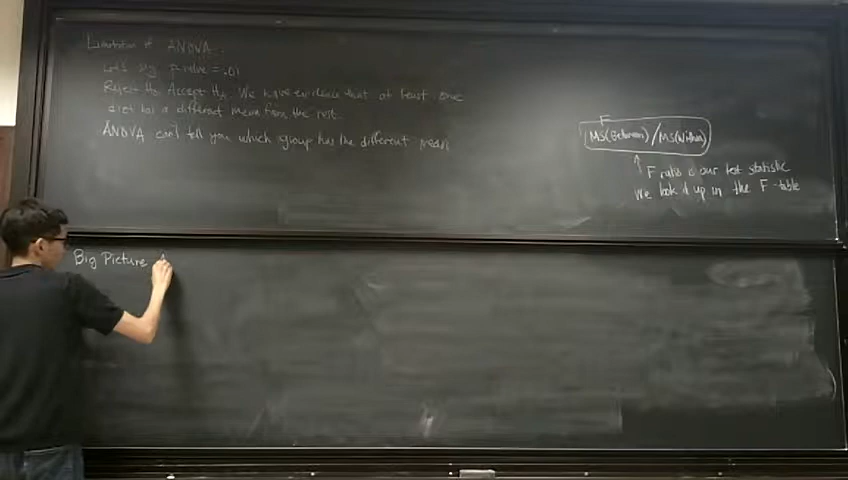 Limitation of ANOVA.
Let's say p-value = .01
Reject H0. Accept HA. We have evidence that at least one
diet has a different mean from the rest.
ANOVA can't tell you which group has the different mean
F
MS(Between) / MS(Within)
F ratio is our test statistic
We look it up in the F-table
Big Picture